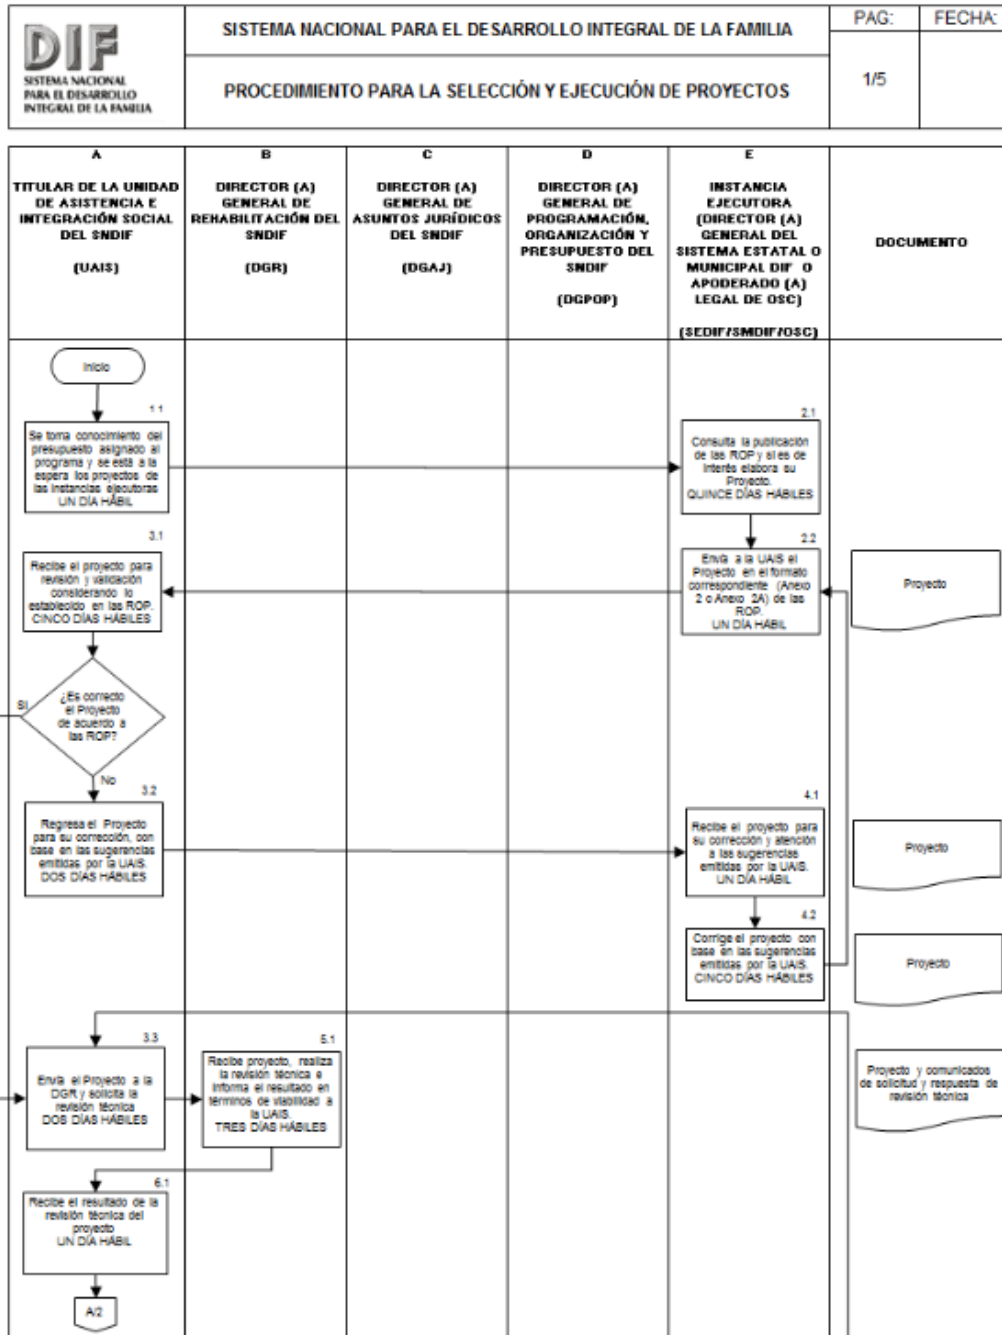 DIF
SISTEMA NACIONAL
PARA EL DESARROLLO
INTEGRAL DE LA FAMILIA
SISTEMA NACIONAL PARA EL DESARROLLO INTEGRAL DE LA FAMILIA
PROCEDIMIENTO PARA LA SELECCIÓN Y EJECUCIÓN DE PROYECTOS
PAG:
FECHA:
1/5
A
TITULAR DE LA UNIDAD
DE ASISTENCIA E
INTEGRACIÓN SOCIAL
DEL SNDIF
(UAIS)
B
DIRECTOR (A)
GENERAL DE
REHABILITACIÓN DEL
SNDIF
(DGR)
C
DIRECTOR (A)
GENERAL DE
ASUNTOS JURÍDICOS
DEL SNDIF
(DGAJ)
D
DIRECTOR (A)
GENERAL DE
PROGRAMACIÓN,
ORGANIZACIÓN Y
PRESUPUESTO DEL
SNDIF
(DGPOP)
E
INSTANCIA
EJECUTORA
(DIRECTOR (A)
GENERAL DEL
SISTEMA ESTATAL O
MUNICIPAL DIF O
APODERADO (A)
LEGAL DE OSC)
(SEDIF/SMDIF/OSC)
DOCUMENTO
Inicio
1.1
Se toma conocimiento del
presupuesto asignado al
programa y se está a la
espera los proyectos de
las instancias ejecutoras
UN DÍA HÁBIL
2.1
Consulta la publicación
de las ROP y si es de
interés elabora su
Proyecto.
QUINCE DÍAS HÁBILES
3.1
Recibe el proyecto para
revisión y validación
considerando lo
establecido en las ROP.
CINCO DÍAS HÁBILES
2.2
Envía a la UAIS el
Proyecto en el formato
correspondiente (Anexo
2 o Anexo 2A) de las
ROP.
UN DÍA HÁBIL
Proyecto
¿Es correcto
el Proyecto
de acuerdo a
las ROP?
Si
No
3.2
Regresa el Proyecto
para su corrección, con
base en las sugerencias
emitidas por la UAIS.
DOS DÍAS HÁBILES
4.1
Recibe el proyecto para
su corrección y atención
a las sugerencias
emitidas por la UAIS.
UN DÍA HÁBIL
Proyecto
4.2
Corrige el proyecto con
base en las sugerencias
emitidas por la UAIS.
CINCO DÍAS HÁBILES
Proyecto
3.3
Envía el Proyecto a la
DGR y solicita la
revisión técnica
DOS DÍAS HÁBILES
5.1
Recibe proyecto, realiza
la revisión técnica e
informa el resultado en
términos de viabilidad a
la UAIS.
TRES DÍAS HÁBILES
Proyecto y comunicados
de solicitud y respuesta de
revisión técnica
6.1
Recibe el resultado de la
revisión técnica del
proyecto
UN DÍA HÁBIL
A/2